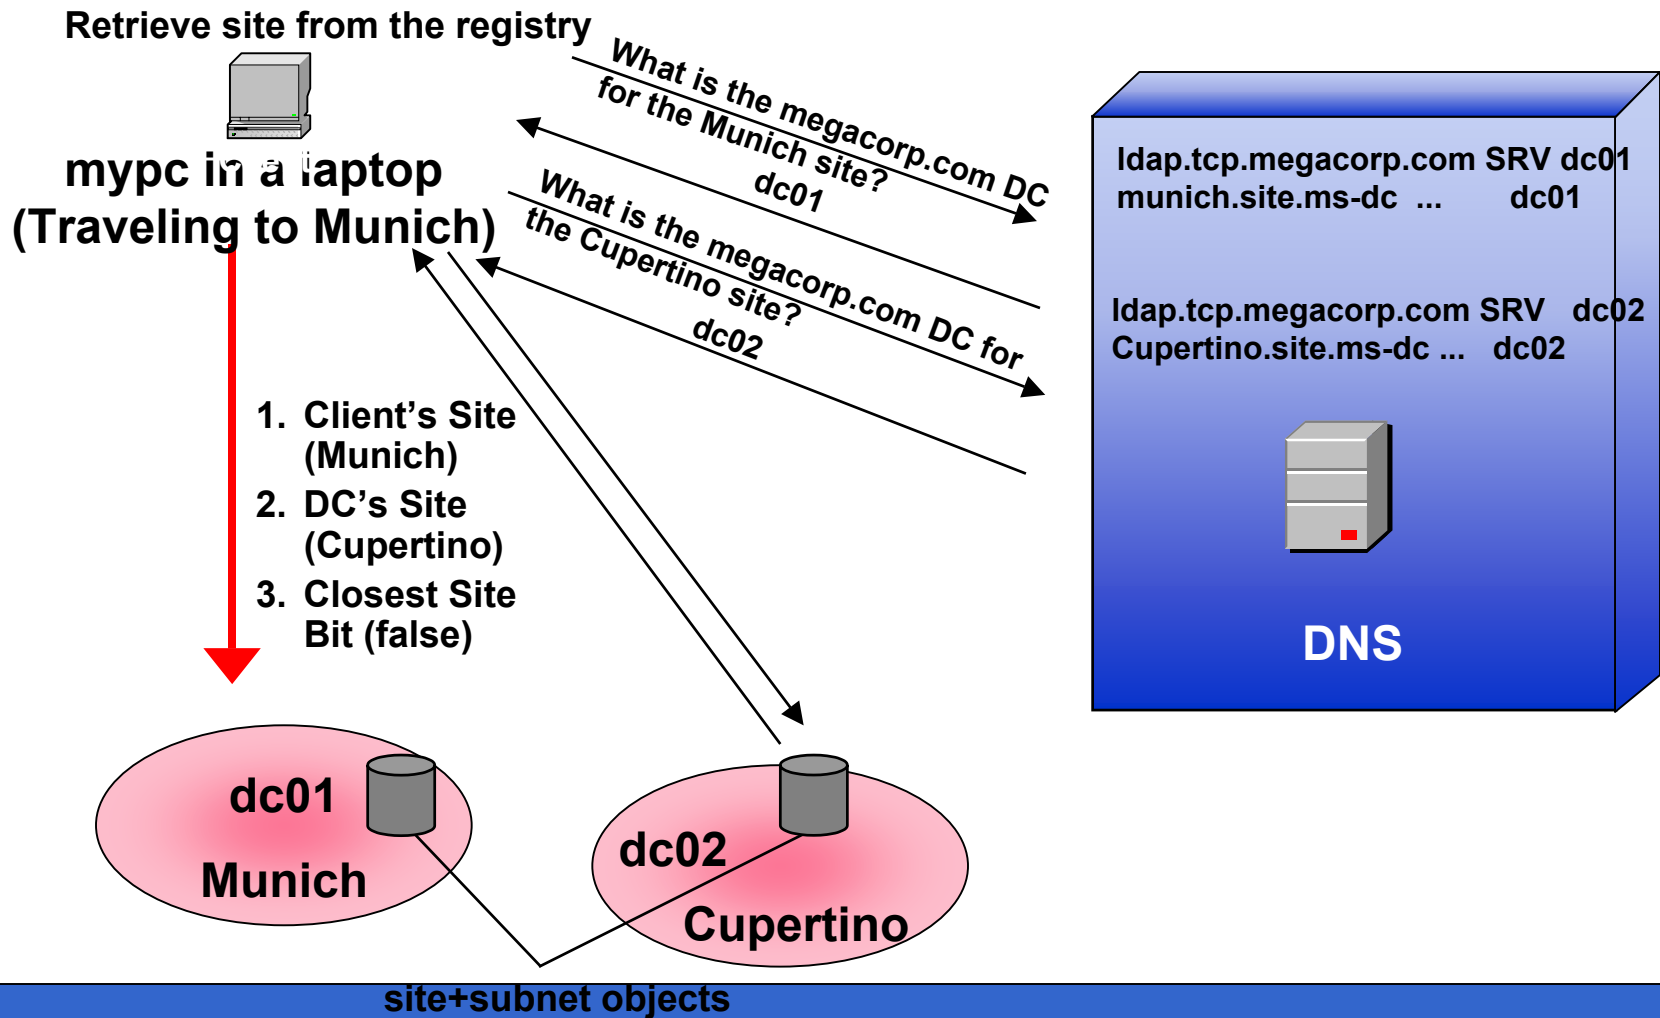 Retrieve site from the registry
mypc in a laptop
(Traveling to Munich)
What is the megacorp.com DC
for the Munich site?
dc01
What is the megacorp.com DC for
the Cupertino site?
dc02
ldap.tcp.megacorp.com SRV dc01
munich.site.ms-dc ... dc01
ldap.tcp.megacorp.com SRV dc02
Cupertino.site.ms-dc ... dc02
DNS
1. Client’s Site
(Munich)
2. DC’s Site
(Cupertino)
3. Closest Site
Bit (false)
dc01
Munich
dc02
Cupertino
site+subnet objects